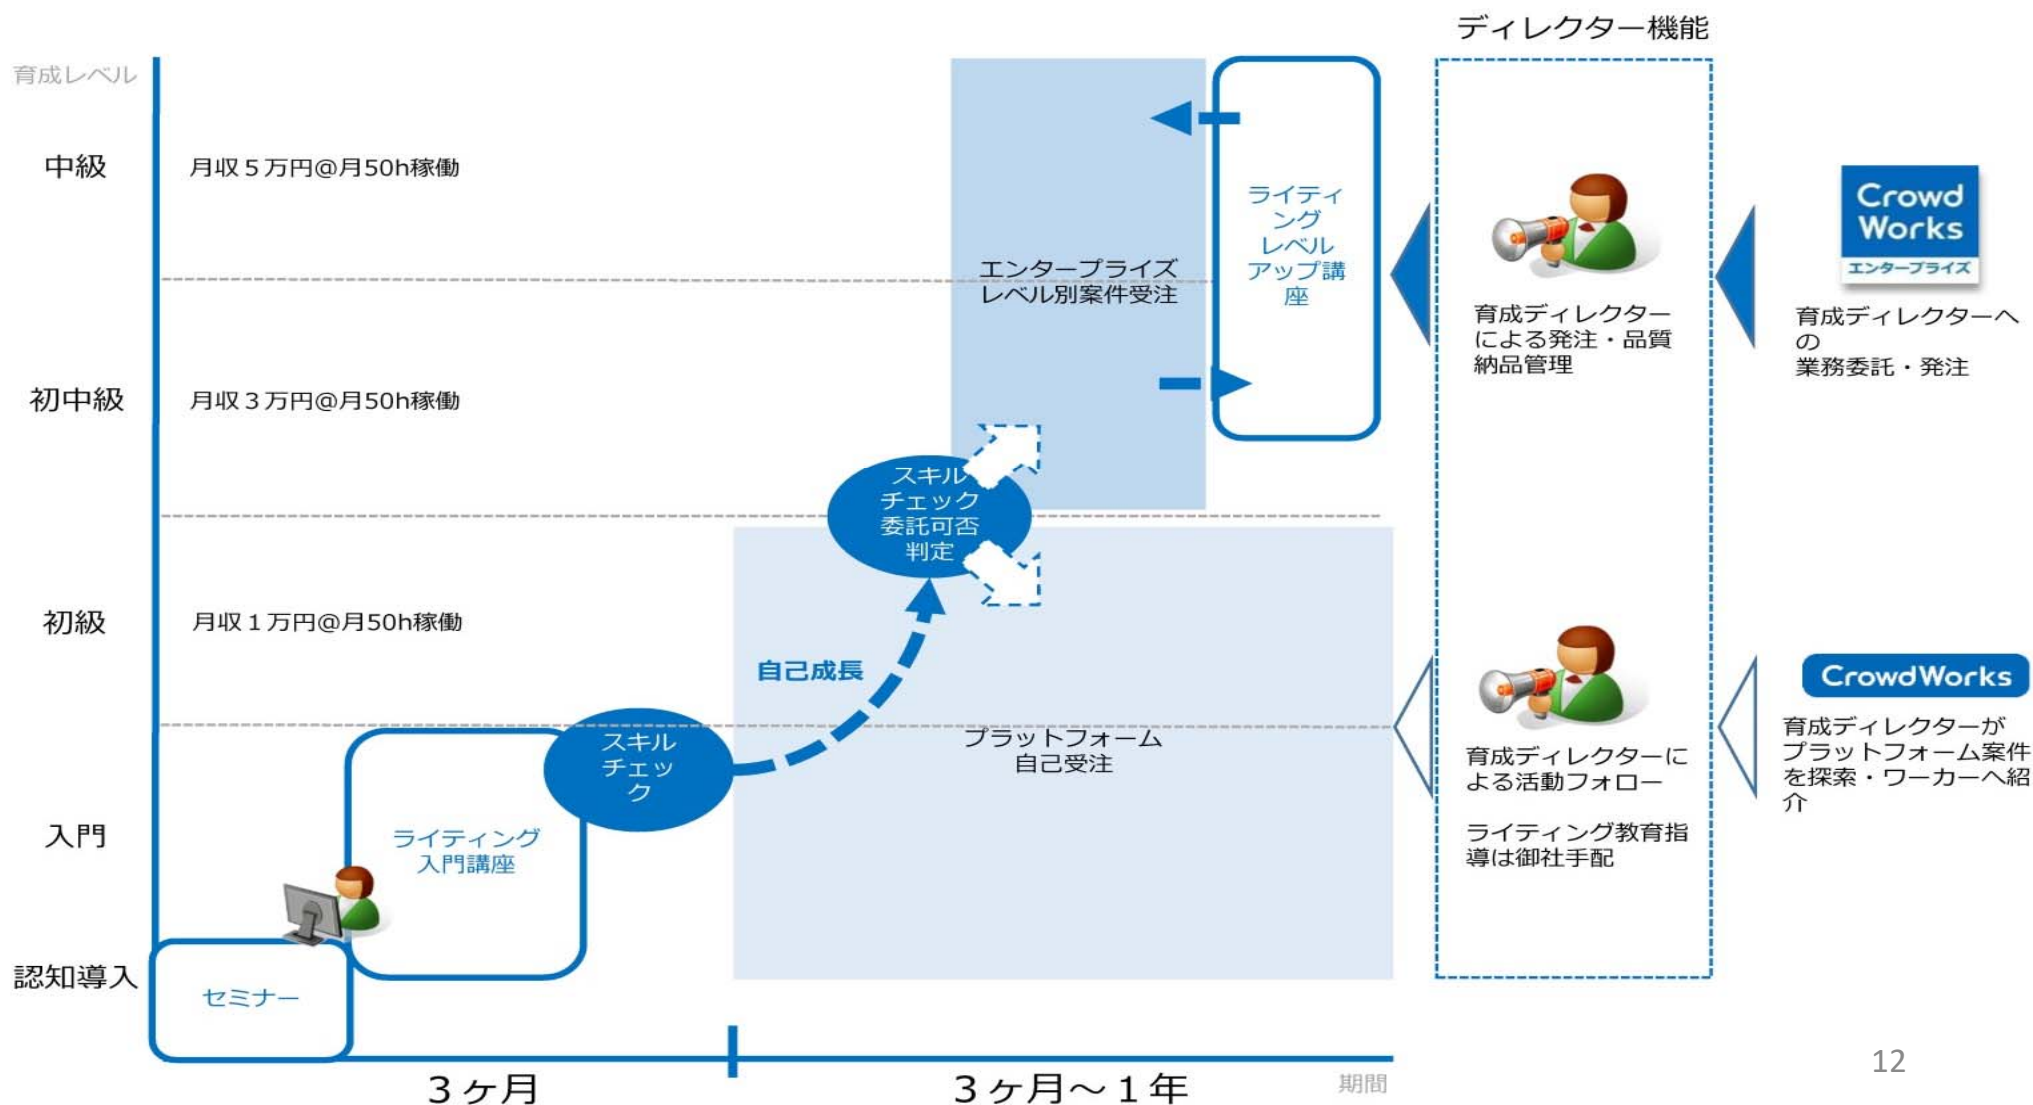 ディレクター機能
育成レベル
中級
月収５万円@月50h稼働
初中級
月収３万円@月50h稼働
初級
月収１万円@月50h稼働
入門
認知導入
セミナー
ライティング
入門講座
スキル
チェッ
ク
自己成長
スキル
チェック
委託可否
判定
エンタープライズ
レベル別案件受注
プラットフォーム
自己受注
ライティ
ング
レベル
アップ講
座
育成ディレクター
による発注・品質
納品管理
育成ディレクターに
よる活動フォロー
ライティング教育指
導は御社手配
Crowd
Works
エンタープライズ
育成ディレクターへ
の
業務委託・発注
CrowdWorks
育成ディレクターが
プラットフォーム案件
を探索・ワーカーへ紹
介
３ヶ月
３ヶ月～１年
期間
12